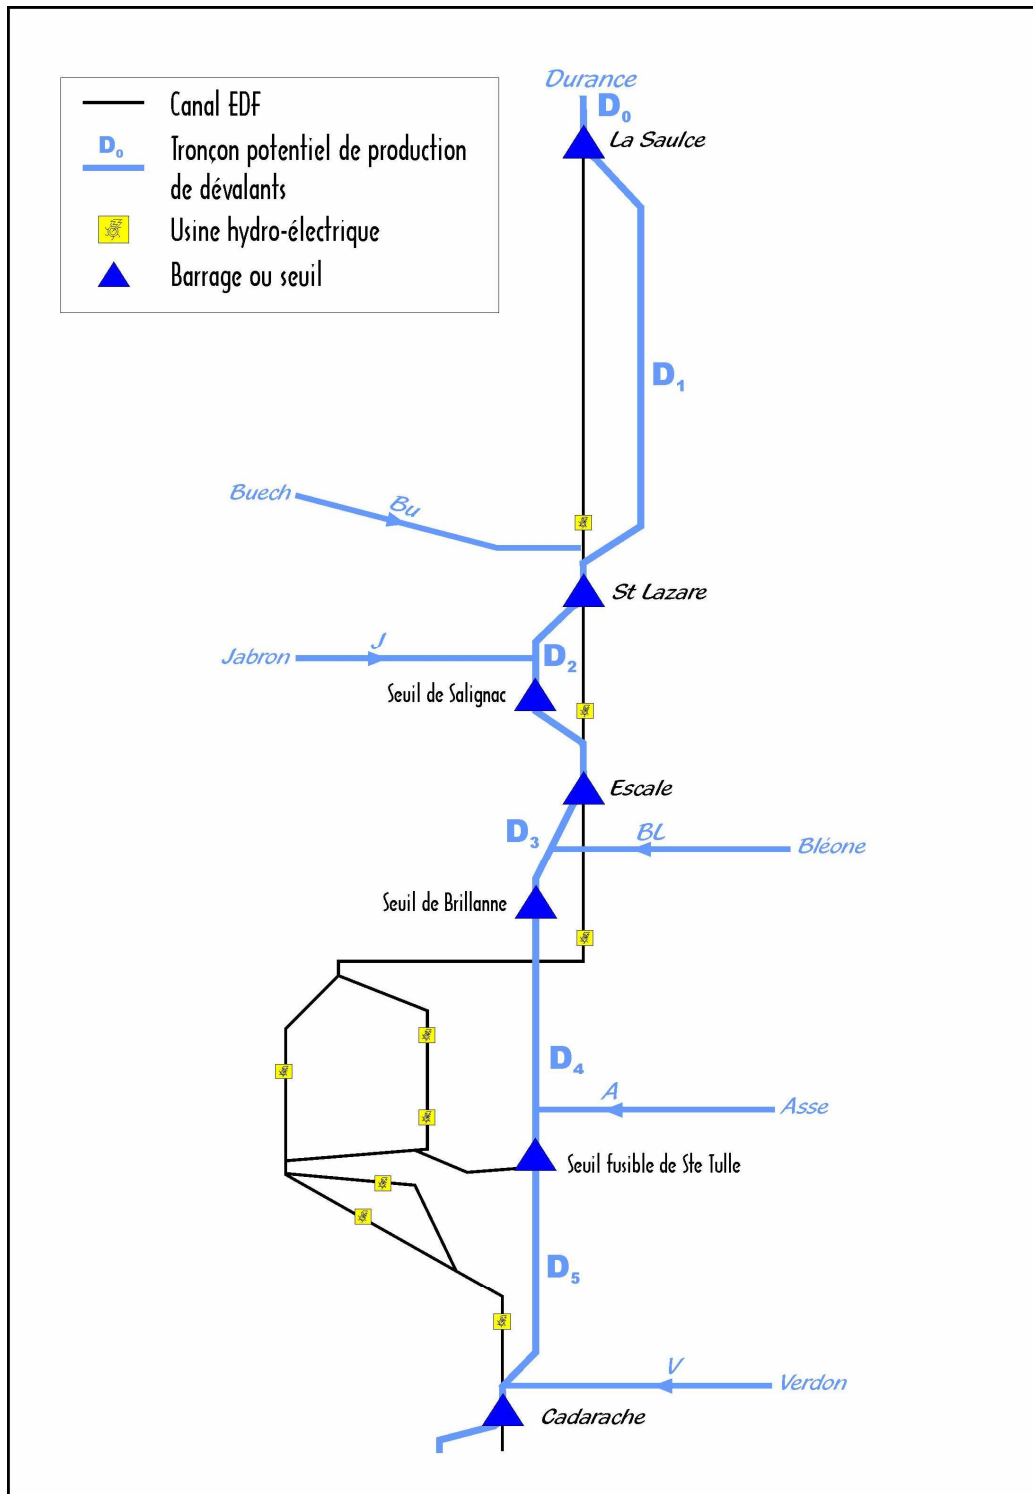 Canal EDF
D₀
Tronçon potentiel de production
de dévalants
Usine hydro-électrique
Barrage ou seuil
Durance
D₀
La Saulce
D₁
Buech
Bu
St Lazare
J
Jabron
D₂
Seuil de Salignac
Escale
D₃
BL
Bléone
Seuil de Brillanne
D₄
A
Asse
Seuil fusible de Ste Tulle
D₅
V
Verdon
Cadarache